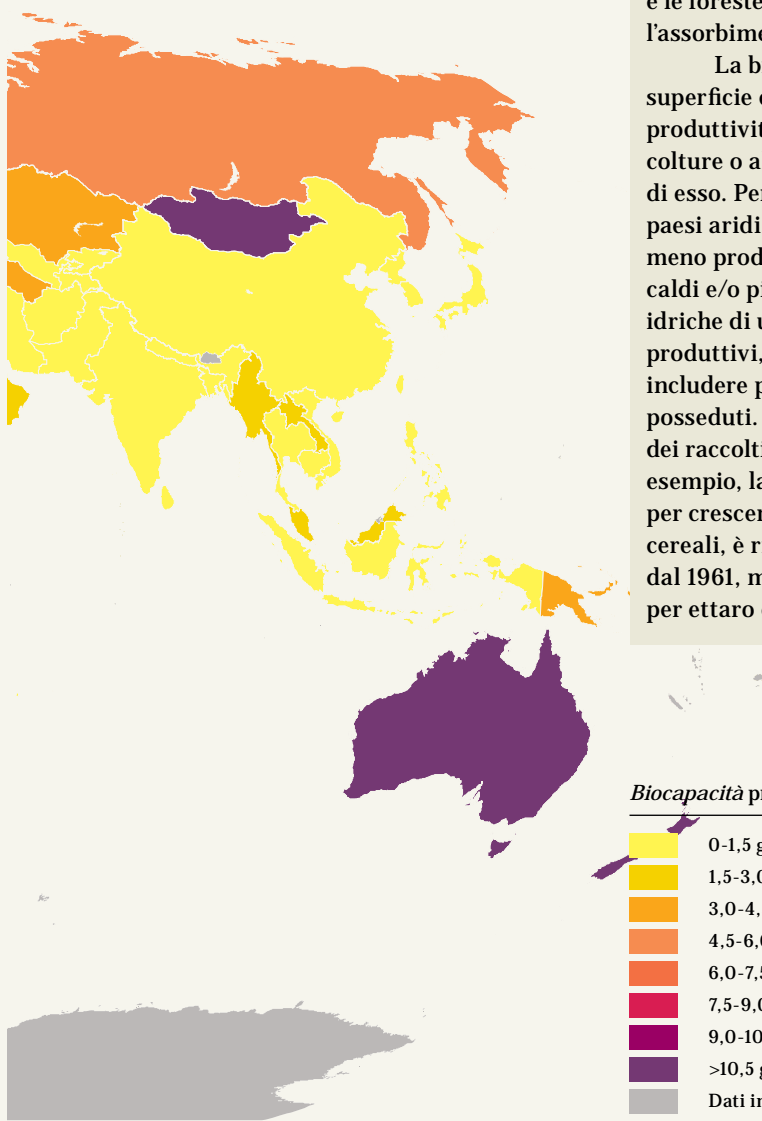 e le foreste
l'assorbime
La b
superficie
produttivit
colture o a
di esso. Per
paesi aridi
meno prod
caldi e/o pi
idriche di u
produttivi,
includere p
posseduti.
dei raccolti
esempio, la
per crescer
cereali, è r
dal 1961, m
per ettaro
Biocapacità pr
0-1,5 g
1,5-3,0
3,0-4,
4,5-6,0
6,0-7,5
7,5-9,0
9,0-10
>10,5 g
Dati in